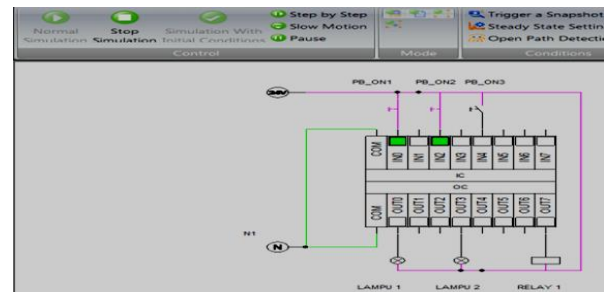 Step by Step
Slow Motion
Pause
Normal Simulation
Stop Simulation
Simulation With Initial Conditions
Control
Mode
Trigger a Snapshot
Steady State Settin
Open Path Detecti
Conditions
PB_ON1 PB_ON2 PB_ON3
24V
COM IN0 IN1 IN2 IN3 IN4 IN5 IN6 IN7
IC
OC
COM OUT0 OUT1 OUT2 OUT3 OUT4 OUT5 OUT6 OUT7
N1
N
LAMPU 1 LAMPU 2 RELAY 1